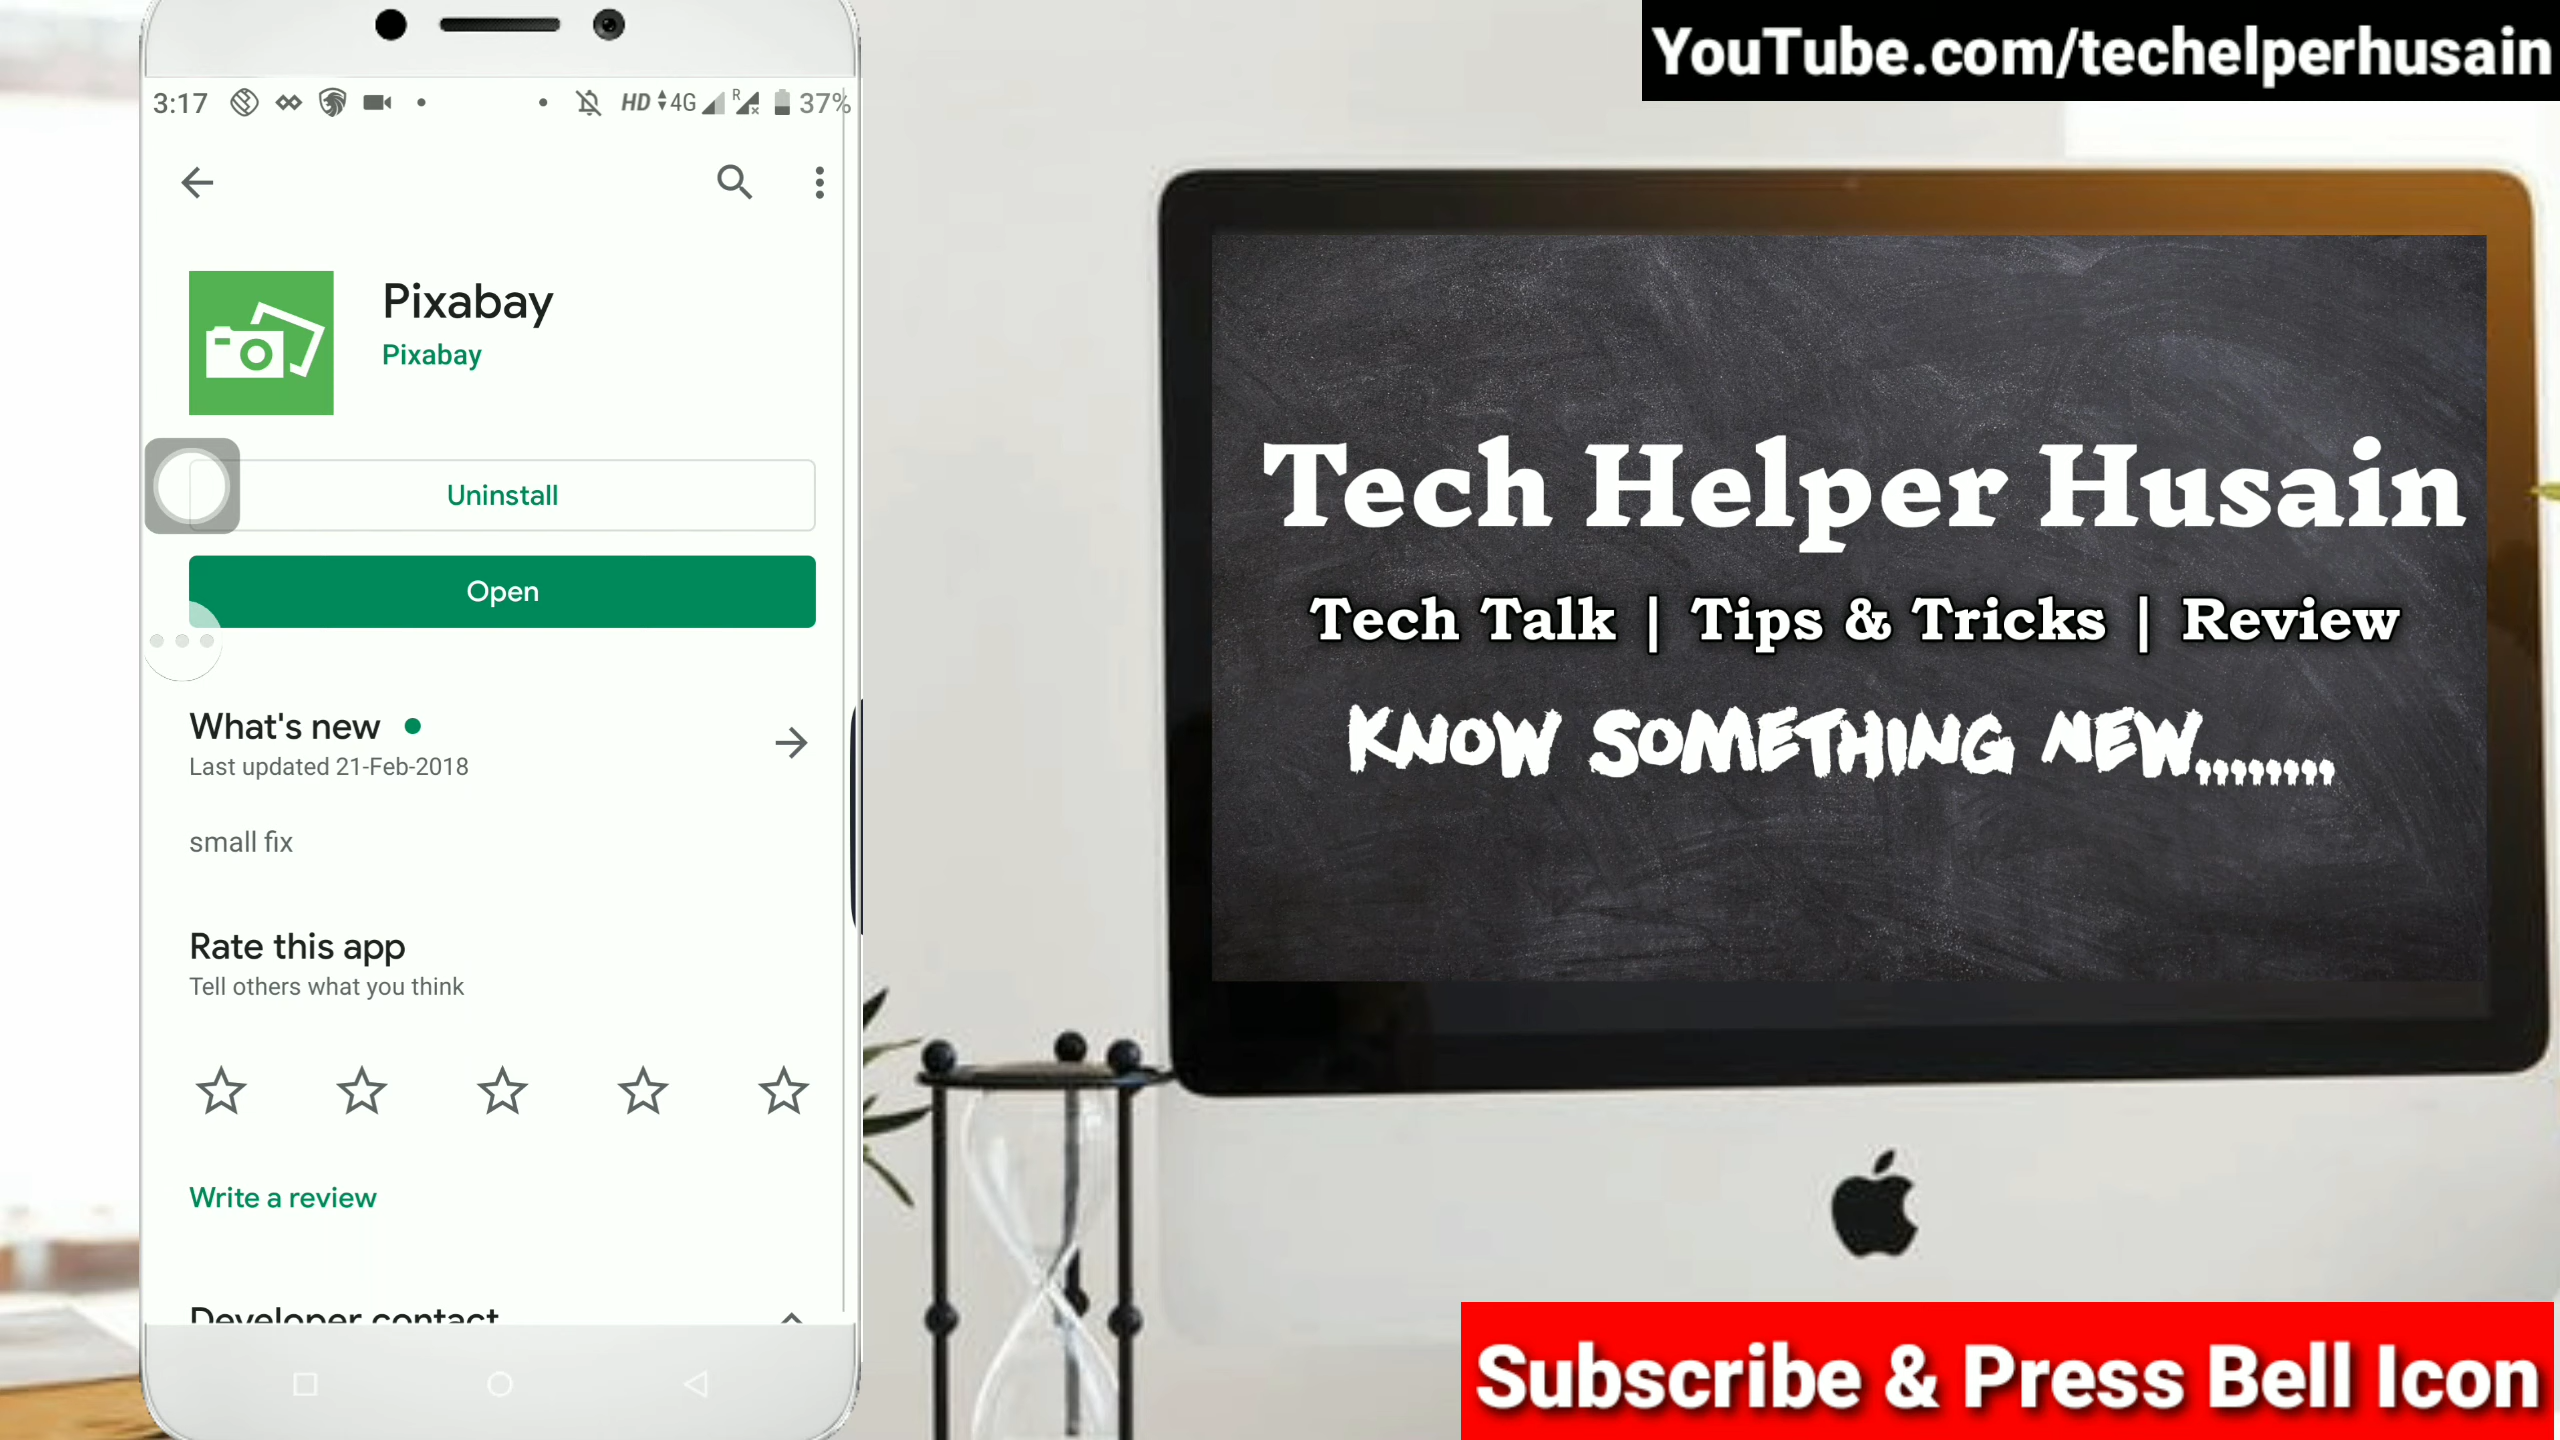 YouTube.com/techelperhusain
3:17
HD 4G R 37%
Pixabay
Pixabay
Uninstall
Open
What's new
Last updated 21-Feb-2018
small fix
Rate this app
Tell others what you think
Write a review
Developer contact
Tech Helper Husain
Tech Talk | Tips & Tricks | Review
KNOW SOMETHING NEW,,,,,,,,
Subscribe & Press Bell Icon